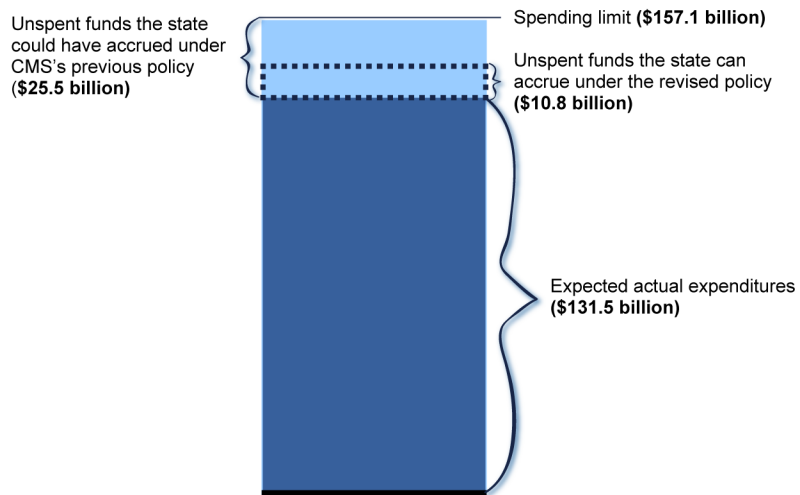 Unspent funds the state
could have accrued under
CMS's previous policy
($25.5 billion)
Spending limit ($157.1 billion)
Unspent funds the state can
accrue under the revised policy
($10.8 billion)
Expected actual expenditures
($131.5 billion)